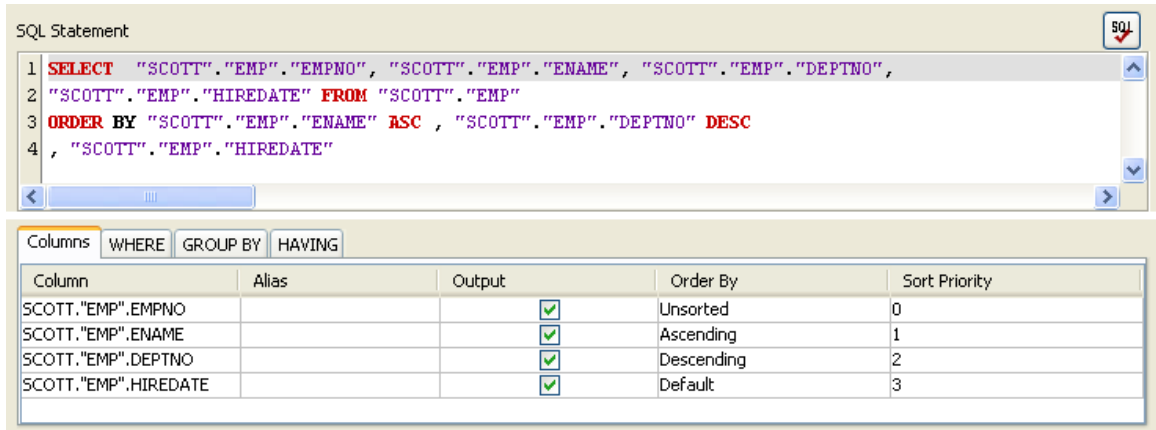 SQL Statement
SQL
1 SELECT "SCOTT"."EMP"."EMPNO", "SCOTT"."EMP"."ENAME", "SCOTT"."EMP"."DEPTNO",
2 "SCOTT"."EMP"."HIREDATE" FROM "SCOTT"."EMP"
3 ORDER BY "SCOTT"."EMP"."ENAME" ASC , "SCOTT"."EMP"."DEPTNO" DESC
4 , "SCOTT"."EMP"."HIREDATE"
Columns WHERE GROUP BY HAVING
Column Alias Output Order By Sort Priority
SCOTT."EMP".EMPNO Unsorted 0
SCOTT."EMP".ENAME Ascending 1
SCOTT."EMP".DEPTNO Descending 2
SCOTT."EMP".HIREDATE Default 3